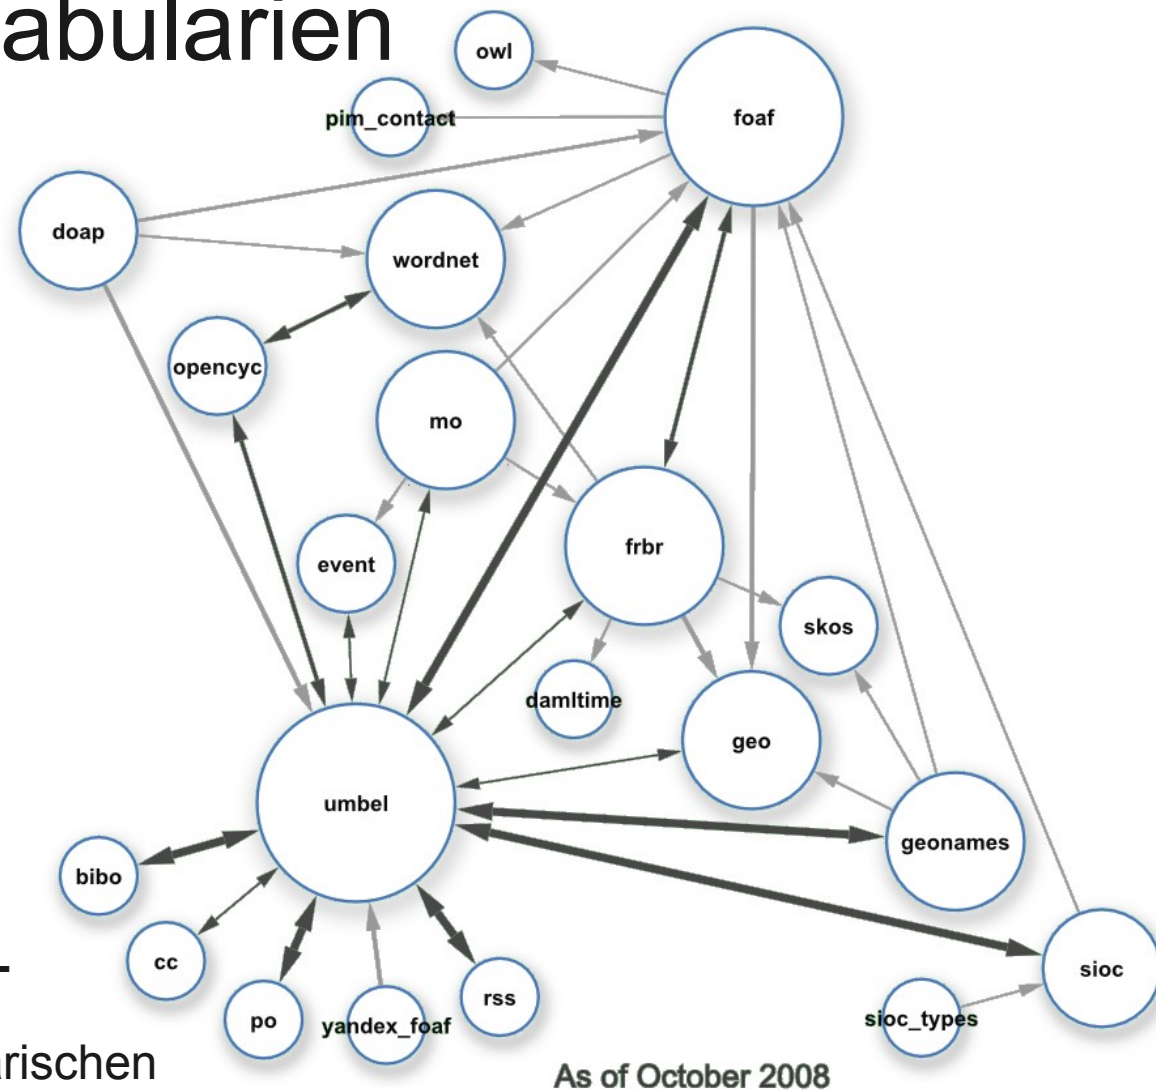 abularien
owl
foaf
pim_contact
doap
wordnet
opencyc
mo
frbr
event
skos
damltime
geo
umbel
geonames
bibo
cc
sioc
rss
po
yandex_foaf
sioc_types
arischen
As of October 2008